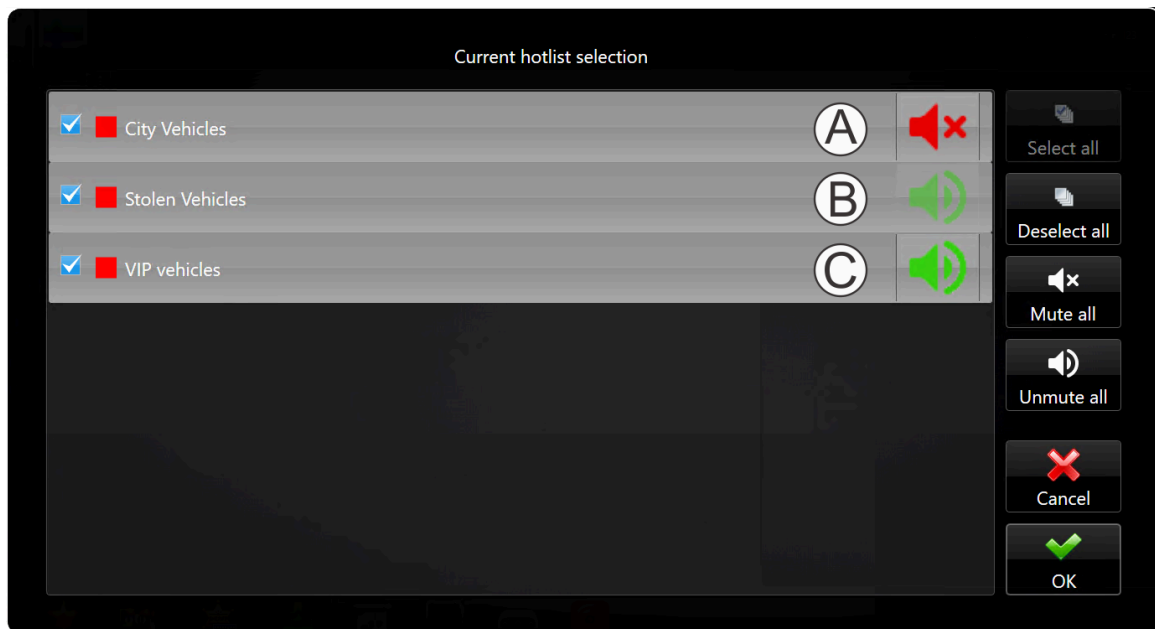 Current hotlist selection
City Vehicles
A
Select all
Stolen Vehicles
B
Deselect all
VIP vehicles
C
Mute all
Unmute all
Cancel
OK